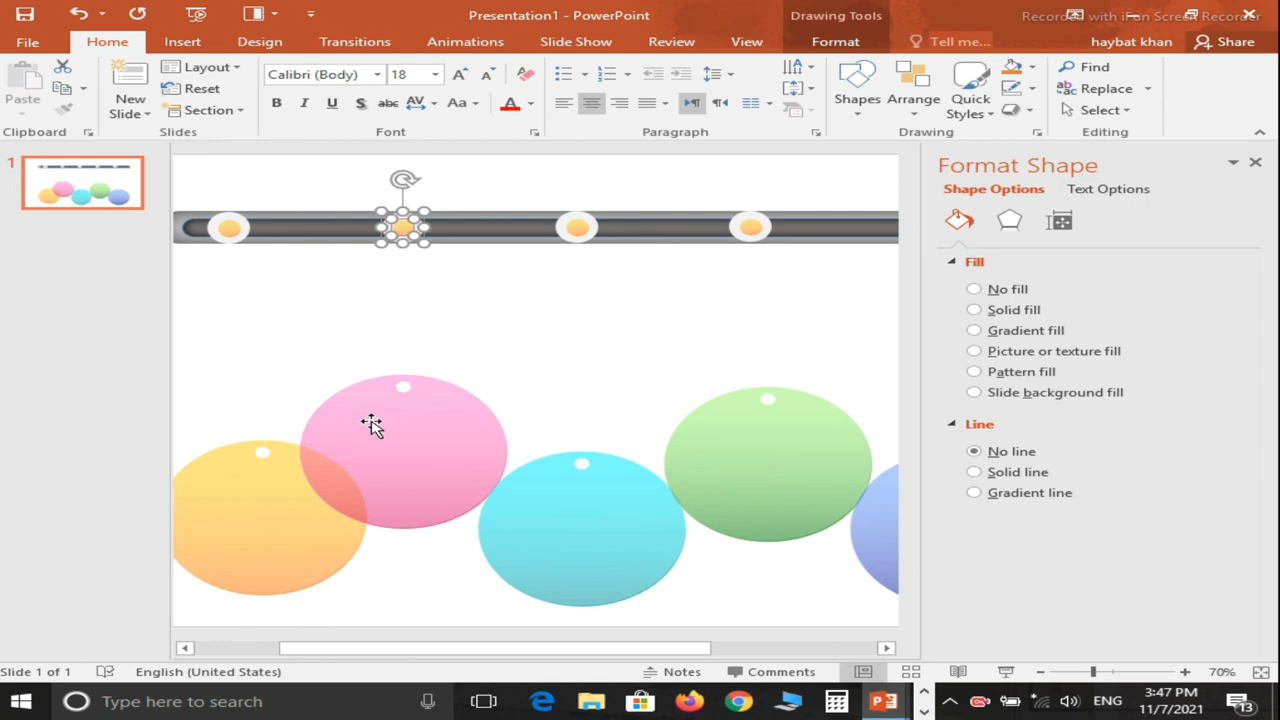 Presentation1 - PowerPoint
Drawing Tools
Recorded with iFun Screen Recorder
File
Home
Insert
Design
Transitions
Animations
Slide Show
Review
View
Format
Tell me...
haybat khan
Share
Paste
New
Slide
Layout
Reset
Section
Calibri (Body)
18
B
I
U
S
abc
AV
Aa
A
Shapes
Arrange
Quick
Styles
Find
Replace
Select
Clipboard
Slides
Font
Paragraph
Drawing
Editing
1
Format Shape
Shape Options
Text Options
Fill
No fill
Solid fill
Gradient fill
Picture or texture fill
Pattern fill
Slide background fill
Line
No line
Solid line
Gradient line
Slide 1 of 1
English (United States)
Notes
Comments
70%
Type here to search
ENG
3:47 PM
11/7/2021
13